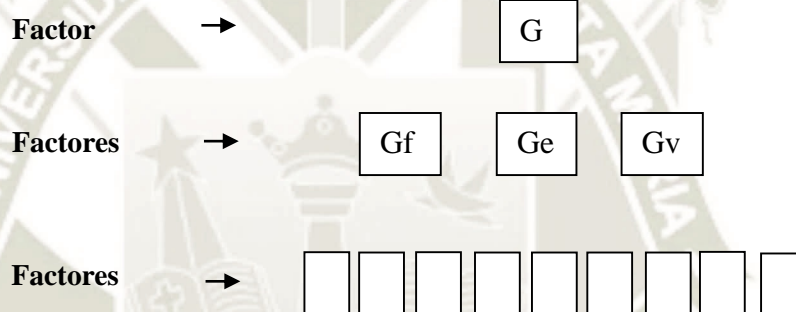 Factor → G
Factores → Gf Ge Gv
Factores →